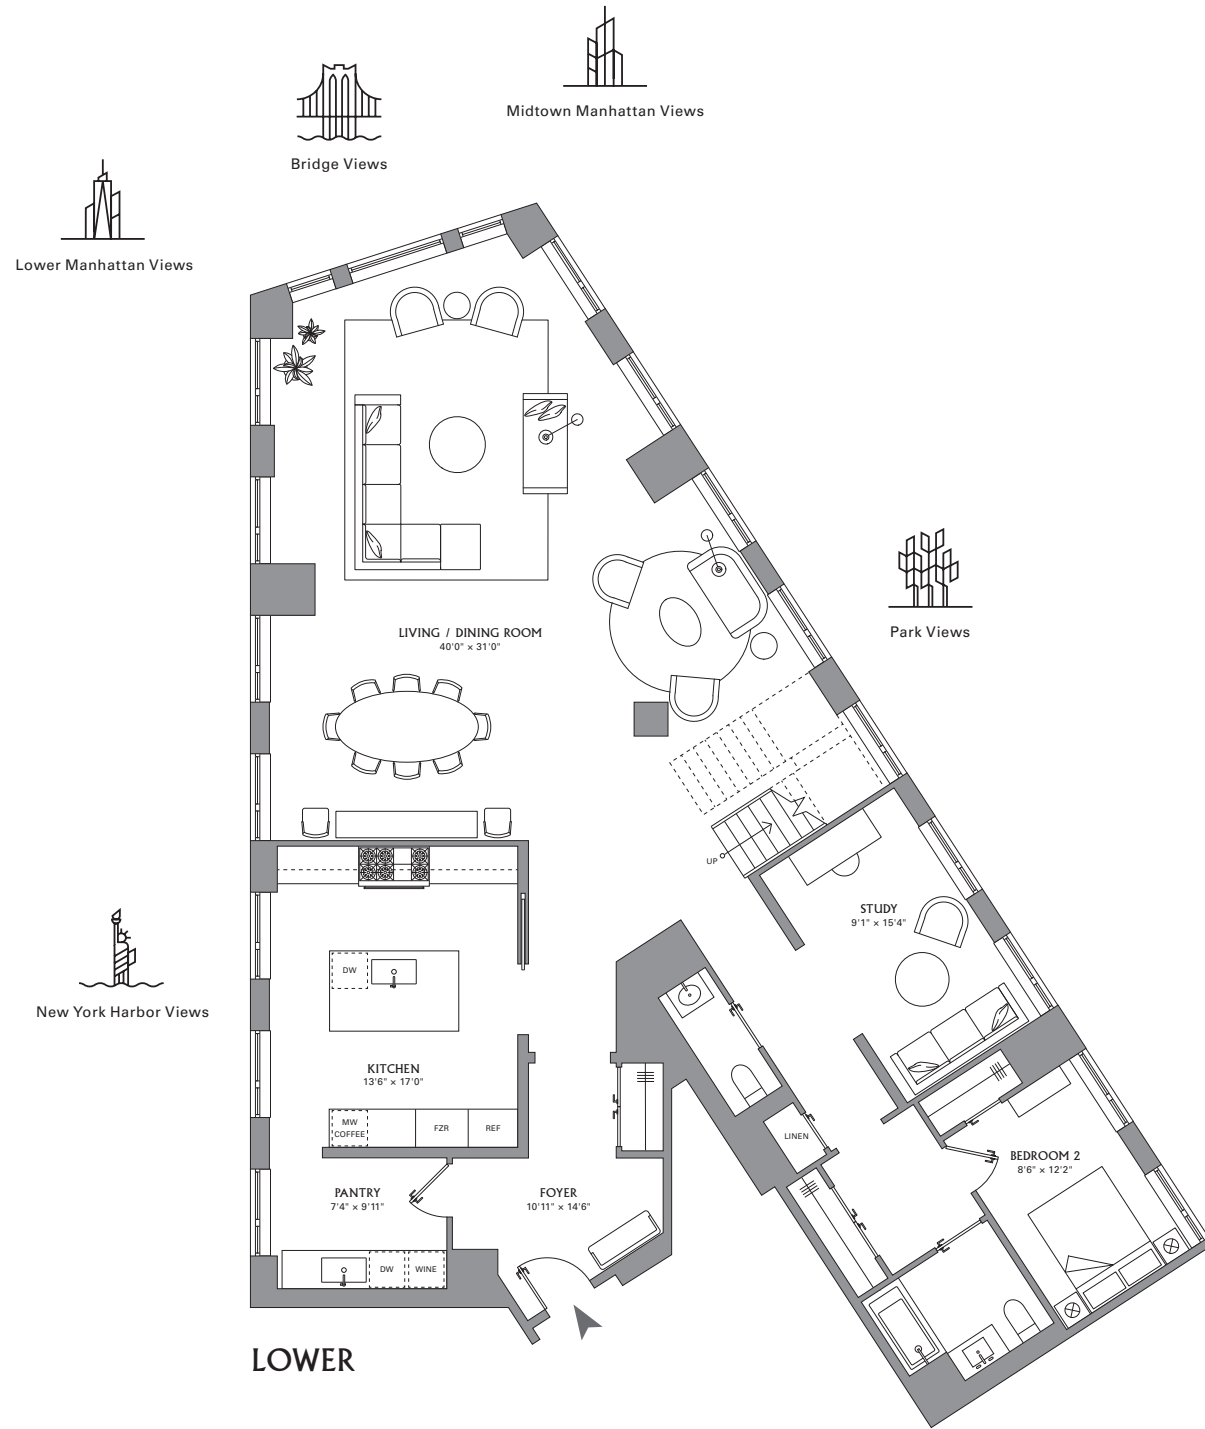 Midtown Manhattan Views
Bridge Views
Lower Manhattan Views
LIVING / DINING ROOM
40'0" × 31'0"
Park Views
UP
STUDY
9'1" × 15'4"
DW
New York Harbor Views
KITCHEN
13'6" × 17'0"
MW
COFFEE
FZR
REF
LINEN
BEDROOM 2
8'6" × 12'2"
PANTRY
7'4" × 9'11"
FOYER
10'11" × 14'6"
DW
WINE
LOWER